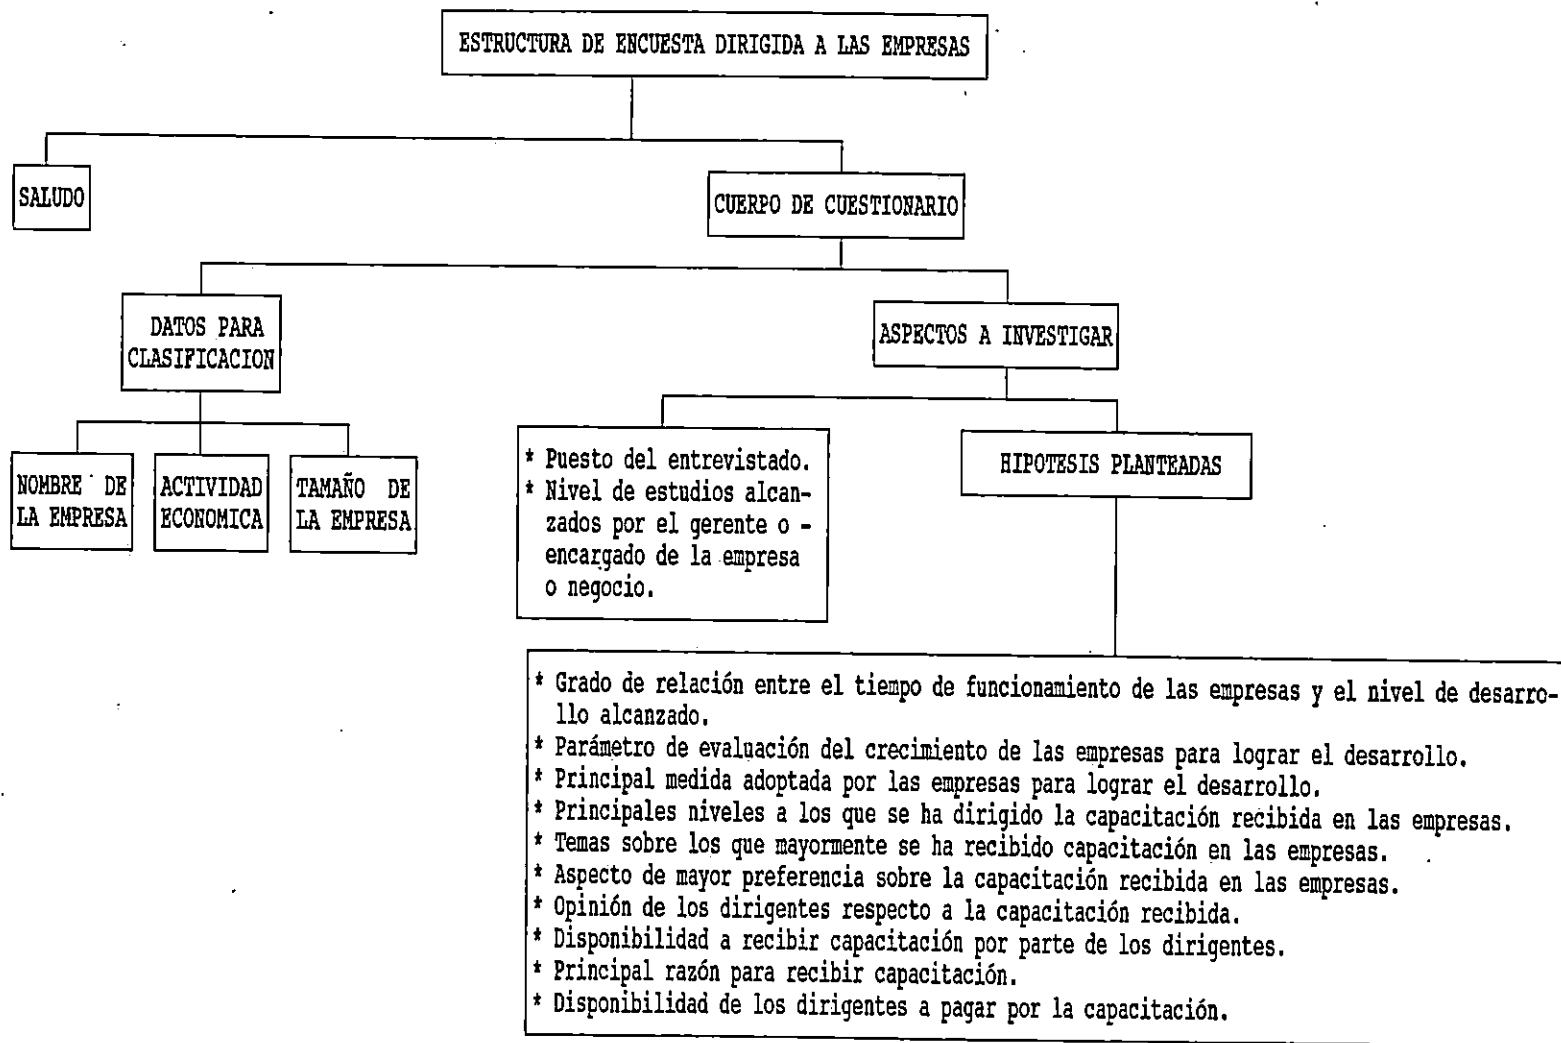 ESTRUCTURA DE ENCUESTA DIRIGIDA A LAS EMPRESAS
SALUDO
CUERPO DE CUESTIONARIO
DATOS PARA
CLASIFICACION
ASPECTOS A INVESTIGAR
NOMBRE DE
LA EMPRESA
ACTIVIDAD
ECONOMICA
TAMAÑO DE
LA EMPRESA
* Puesto del entrevistado.
* Nivel de estudios alcan-
zados por el gerente o -
encargado de la empresa
o negocio.
HIPOTESIS PLANTEADAS
* Grado de relación entre el tiempo de funcionamiento de las empresas y el nivel de desarro-
llo alcanzado.
* Parámetro de evaluación del crecimiento de las empresas para lograr el desarrollo.
* Principal medida adoptada por las empresas para lograr el desarrollo.
* Principales niveles a los que se ha dirigido la capacitación recibida en las empresas.
* Temas sobre los que mayormente se ha recibido capacitación en las empresas.
* Aspecto de mayor preferencia sobre la capacitación recibida en las empresas.
* Opinión de los dirigentes respecto a la capacitación recibida.
* Disponibilidad a recibir capacitación por parte de los dirigentes.
* Principal razón para recibir capacitación.
* Disponibilidad de los dirigentes a pagar por la capacitación.